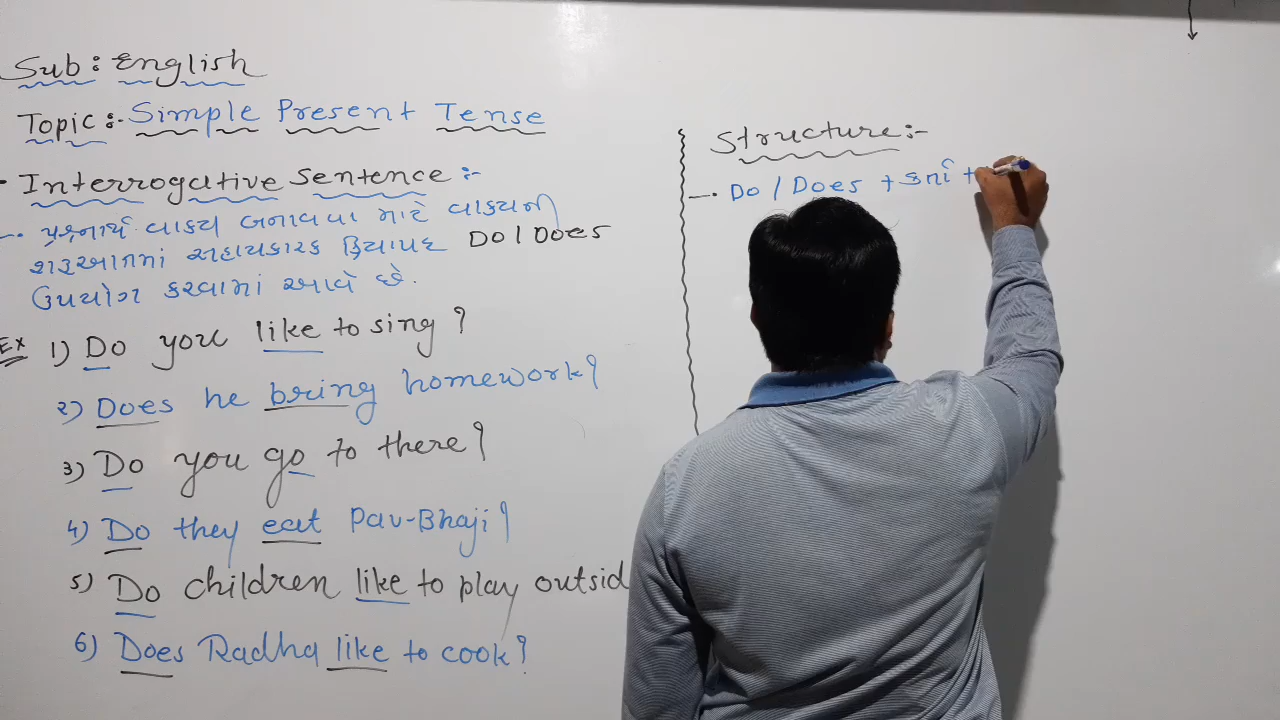 Sub: English
Topic:- Simple Present Tense
Interrogative Sentence :-
પ્રશ્નાર્થ વાકય બનાવવા માટે વાકયની
શરૂઆતમાં સહાયકારક ક્રિયાપદ Do / Does
ઉપયોગ કરવામાં આવે છે.
Ex 1) Do you like to sing ?
2) Does he bring homework?
3) Do you go to there?
4) Do they eat Pav-Bhaji?
5) Do children like to play outsid
6) Does Radha like to cook?
Structure :-
Do / Does + કર્તા +